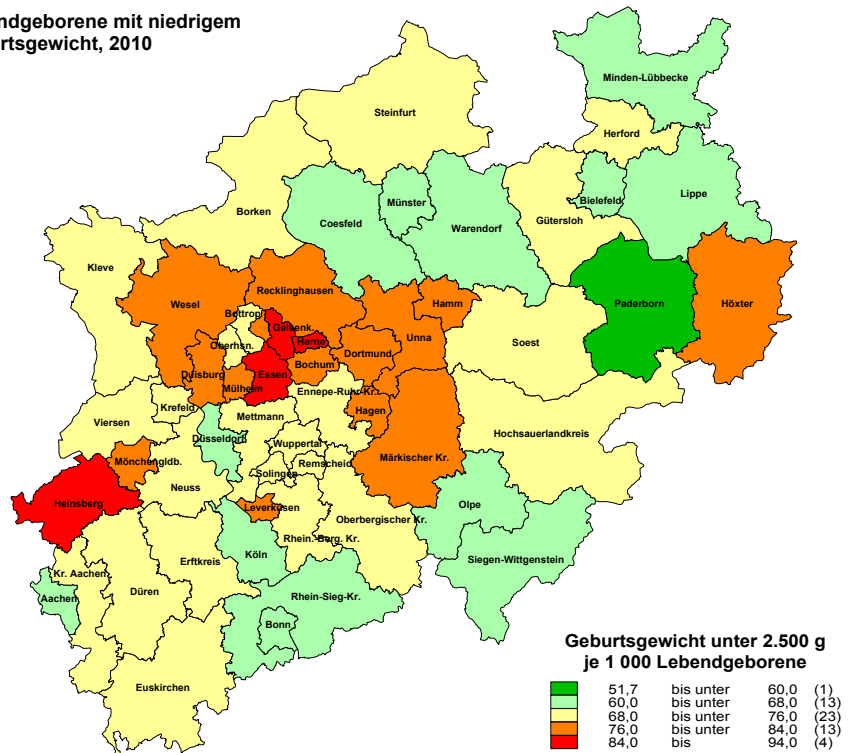 ndgeborene mit niedrigem
rtsgewicht, 2010
Minden-Lübbecke
Steinfurt
Herford
Lippe
Bielefeld
Münster
Borken
Gütersloh
Coesfeld
Warendorf
Kleve
Recklinghausen
Wesel
Hamm
Paderborn
Höxter
Bottrop
Gelsenk.
Unna
Herne
Soest
Oberhsn.
Dortmund
Bochum
Duisburg
Essen
Mülheim
Ennepe-Ruhr-Kr.
Krefeld
Hagen
Mettmann
Viersen
Hochsauerlandkreis
Düsseldorf
Wuppertal
Märkischer Kr.
Mönchengldb.
Remscheid
Solingen
Neuss
Heinsberg
Leverkusen
Olpe
Oberbergischer Kr.
Rhein.-Berg. Kr.
Köln
Siegen-Wittgenstein
Erftkreis
Kr. Aachen
Düren
Aachen
Rhein-Sieg-Kr.
Bonn
Euskirchen
Geburtsgewicht unter 2.500 g
je 1 000 Lebendgeborene
51,7 bis unter 60,0 (1)
60,0 bis unter 68,0 (13)
68,0 bis unter 76,0 (23)
76,0 bis unter 84,0 (13)
84,0 bis 94,0 (4)